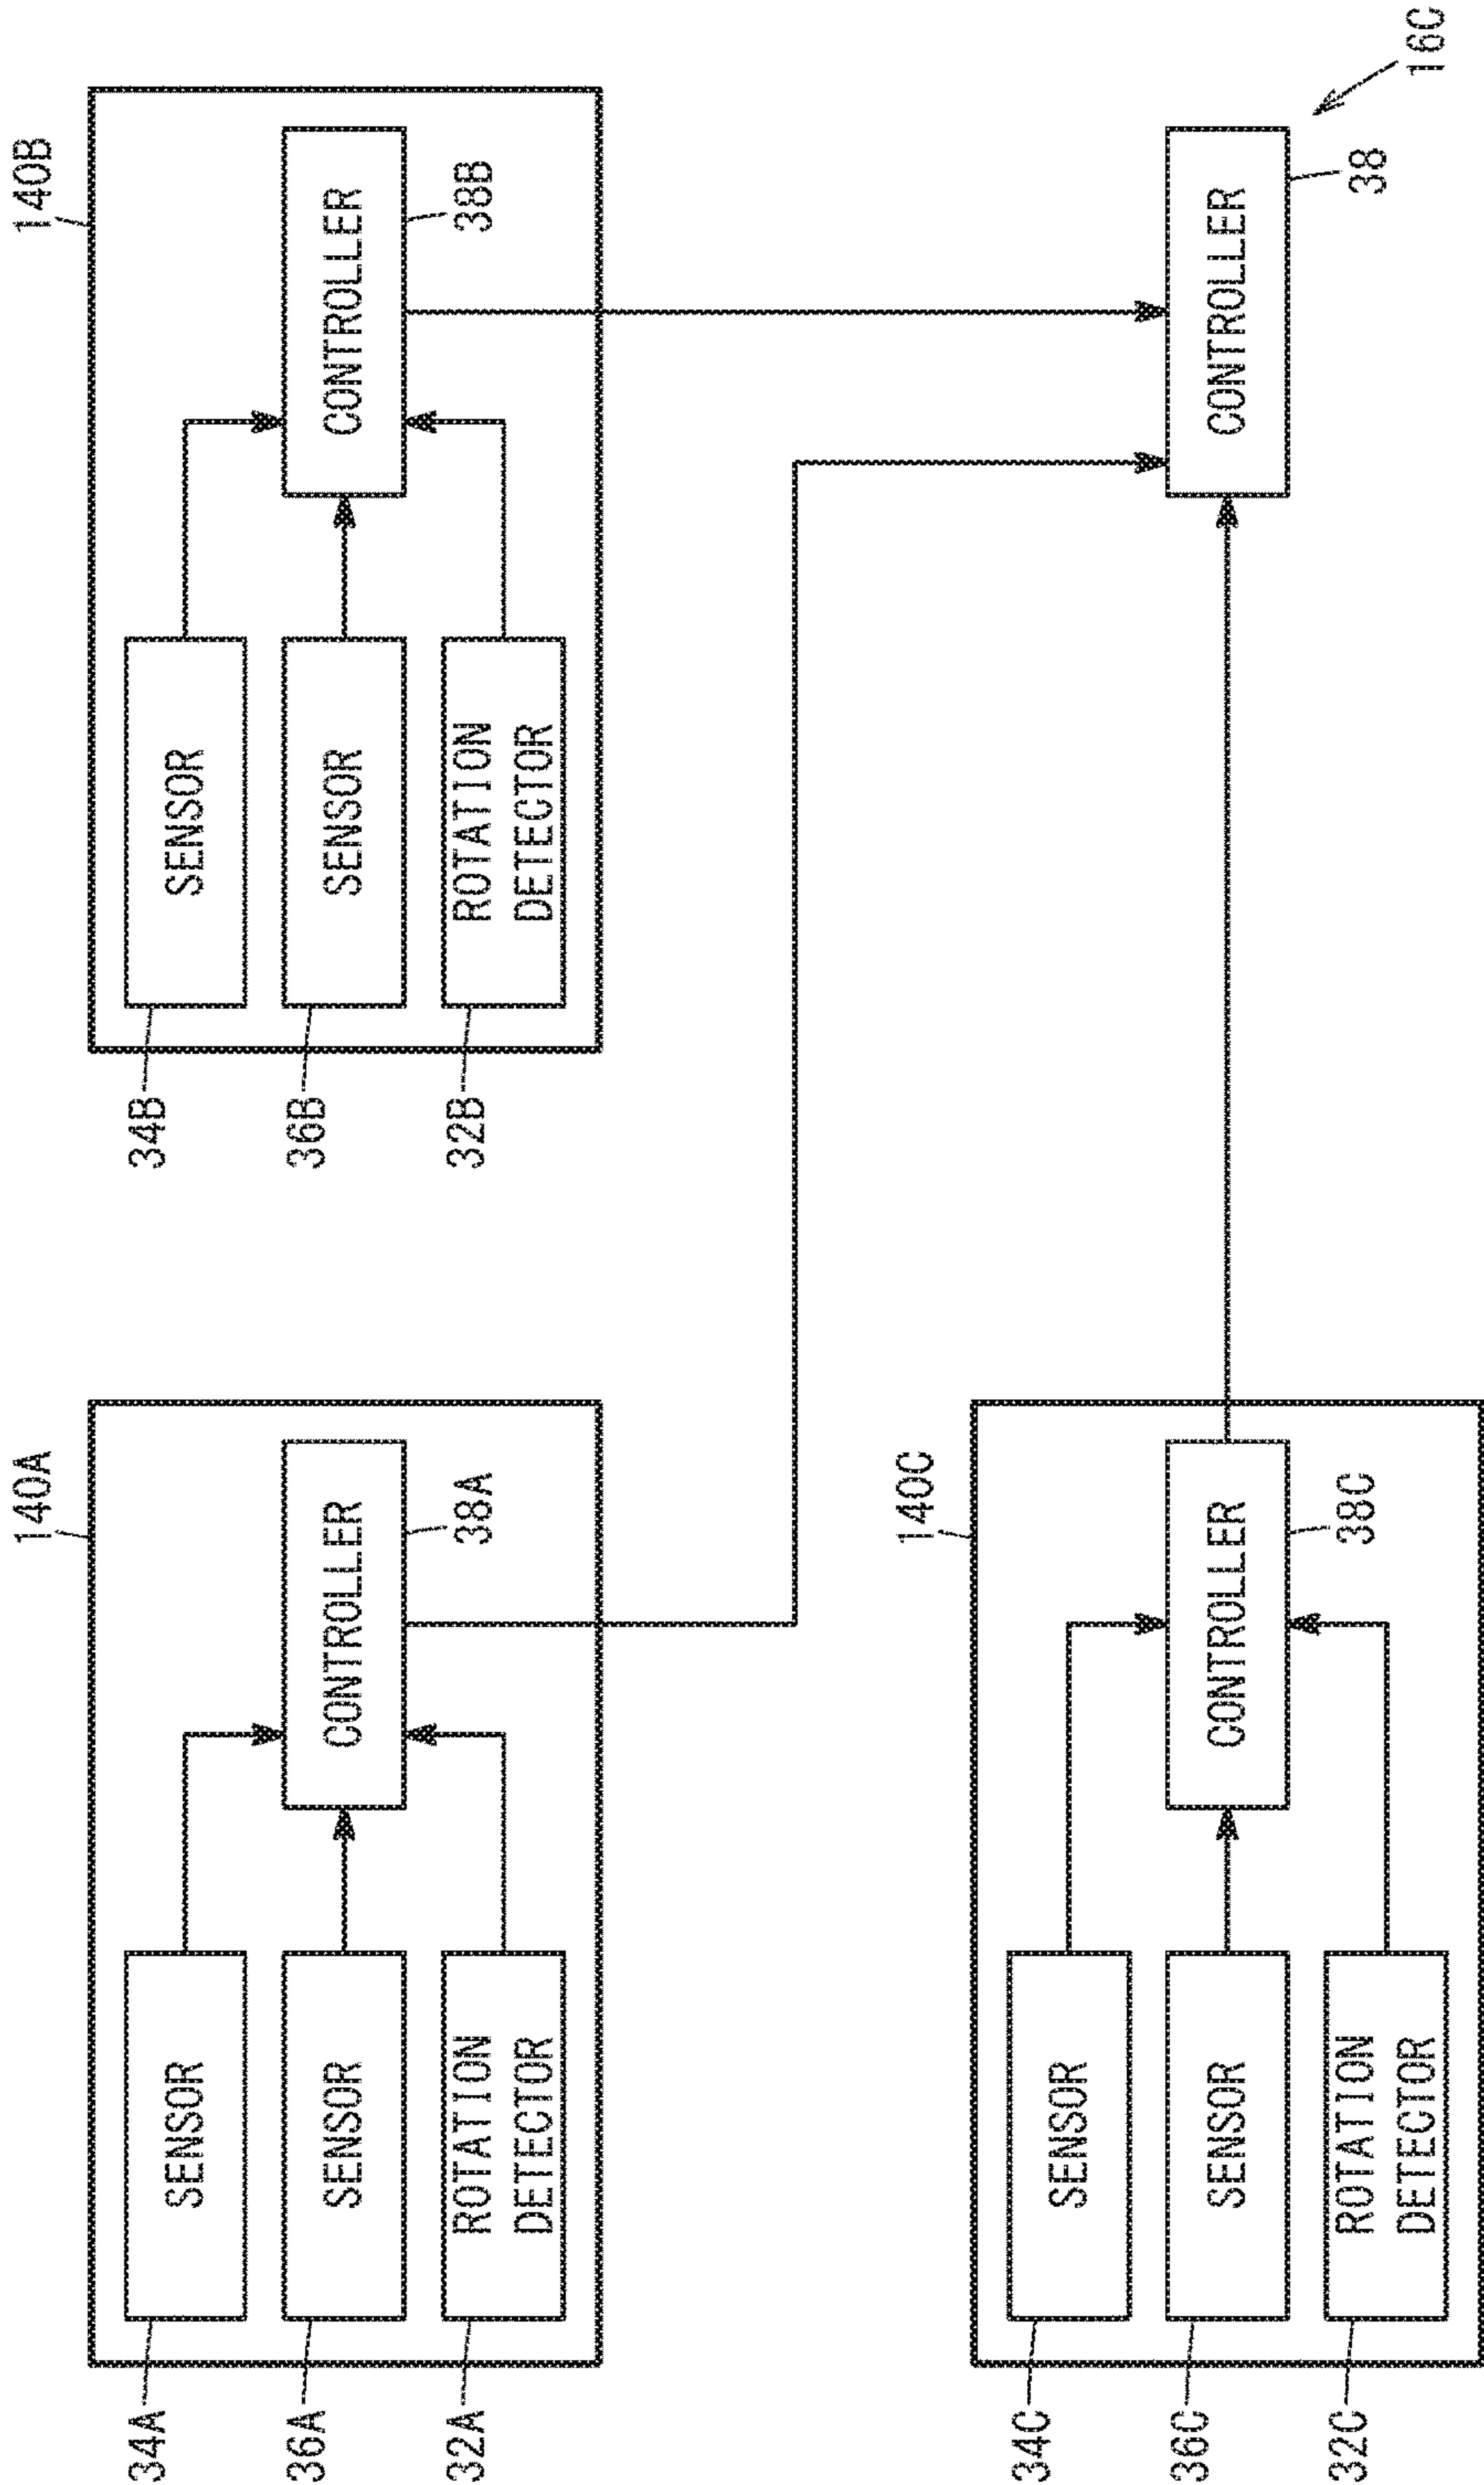 140A
34A
SENSOR
36A
SENSOR
CONTROLLER
32A
ROTATION
DETECTOR
38A
140B
34B
SENSOR
36B
SENSOR
CONTROLLER
32B
ROTATION
DETECTOR
38B
140C
34C
SENSOR
36C
SENSOR
CONTROLLER
32C
ROTATION
DETECTOR
38C
CONTROLLER
38
16C